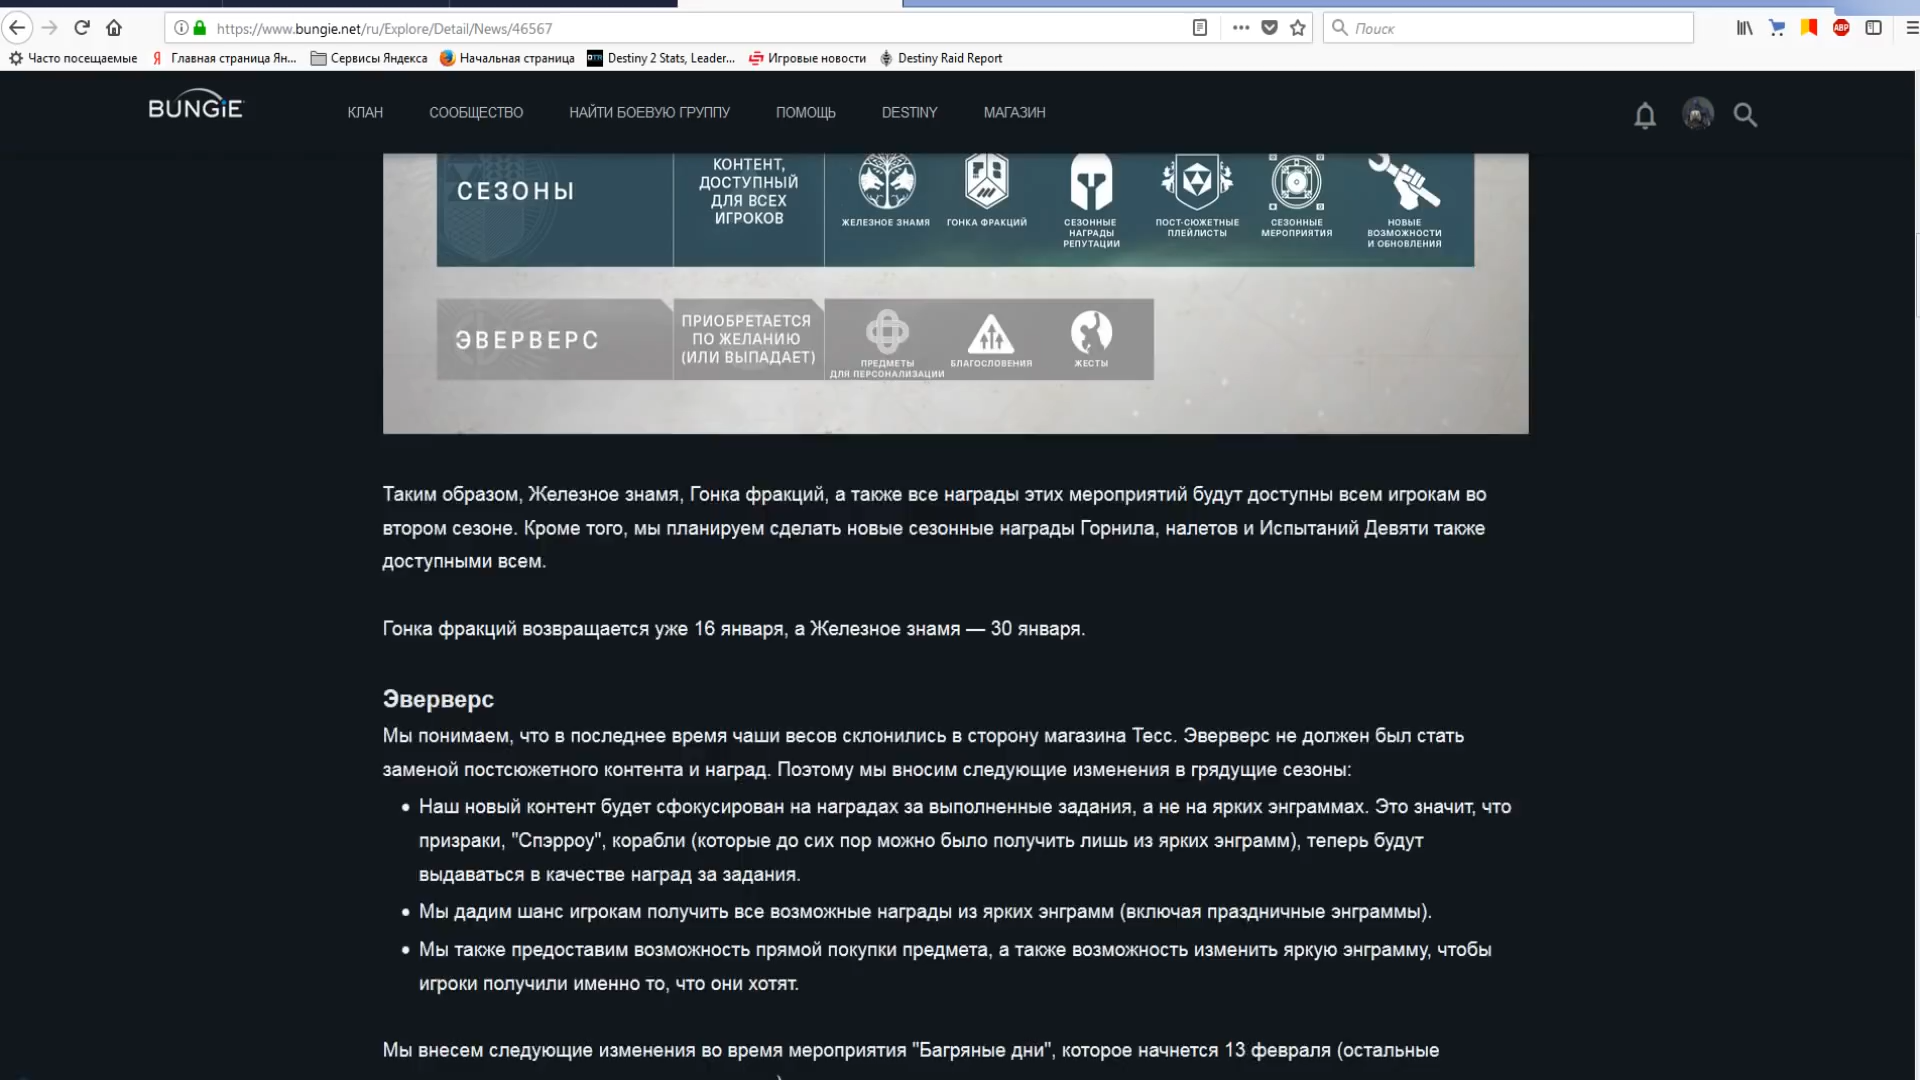 https://www.bungie.net/ru/Explore/Detail/News/46567
Поиск
Часто посещаемые
Главная страница Ян...
Сервисы Яндекса
Начальная страница
Destiny 2 Stats, Leader...
Игровые новости
Destiny Raid Report
BUNGIE
КЛАН
СООБЩЕСТВО
НАЙТИ БОЕВУЮ ГРУППУ
ПОМОЩЬ
DESTINY
МАГАЗИН
СЕЗОНЫ
КОНТЕНТ,
ДОСТУПНЫЙ
ДЛЯ ВСЕХ
ИГРОКОВ
ЖЕЛЕЗНОЕ ЗНАМЯ
ГОНКА ФРАКЦИЙ
СЕЗОННЫЕ
НАГРАДЫ
РЕПУТАЦИИ
ПОСТ-СЮЖЕТНЫЕ
ПЛЕЙЛИСТЫ
СЕЗОННЫЕ
МЕРОПРИЯТИЯ
НОВЫЕ
ВОЗМОЖНОСТИ
И ОБНОВЛЕНИЯ
ЭВЕРВЕРС
ПРИОБРЕТАЕТСЯ
ПО ЖЕЛАНИЮ
(ИЛИ ВЫПАДАЕТ)
ПРЕДМЕТЫ
ДЛЯ ПЕРСОНАЛИЗАЦИИ
БЛАГОСЛОВЕНИЯ
ЖЕСТЫ
Таким образом, Железное знамя, Гонка фракций, а также все награды этих мероприятий будут доступны всем игрокам во
втором сезоне. Кроме того, мы планируем сделать новые сезонные награды Горнила, налетов и Испытаний Девяти также
доступными всем.
Гонка фракций возвращается уже 16 января, а Железное знамя — 30 января.
Эверверс
Мы понимаем, что в последнее время чаши весов склонились в сторону магазина Тесс. Эверверс не должен был стать
заменой постсюжетного контента и наград. Поэтому мы вносим следующие изменения в грядущие сезоны:
• Наш новый контент будет сфокусирован на наградах за выполненные задания, а не на ярких энграммах. Это значит, что
призраки, "Спэрроу", корабли (которые до сих пор можно было получить лишь из ярких энграмм), теперь будут
выдаваться в качестве наград за задания.
• Мы дадим шанс игрокам получить все возможные награды из ярких энграмм (включая праздничные энграммы).
• Мы также предоставим возможность прямой покупки предмета, а также возможность изменить яркую энграмму, чтобы
игроки получили именно то, что они хотят.
Мы внесем следующие изменения во время мероприятия "Багряные дни", которое начнется 13 февраля (остальные